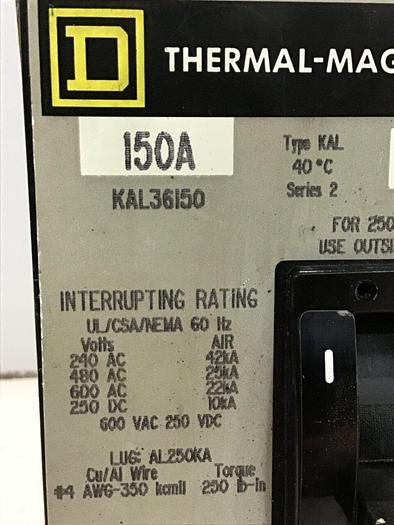 D THERMAL-MAG
150A
KAL36150
Type KAL
40°C
Series 2
FOR 250
USE OUTSI
INTERRUPTING RATING
UL/CSA/NEMA 60 Hz
Volts AIR
240 AC 42kA
480 AC 25kA
600 AC 22kA
250 DC 10kA
600 VAC 250 VDC
LUG: AL250KA
Cu/Al Wire Torque
#4 AWG-350 kcmil 250 lb-in